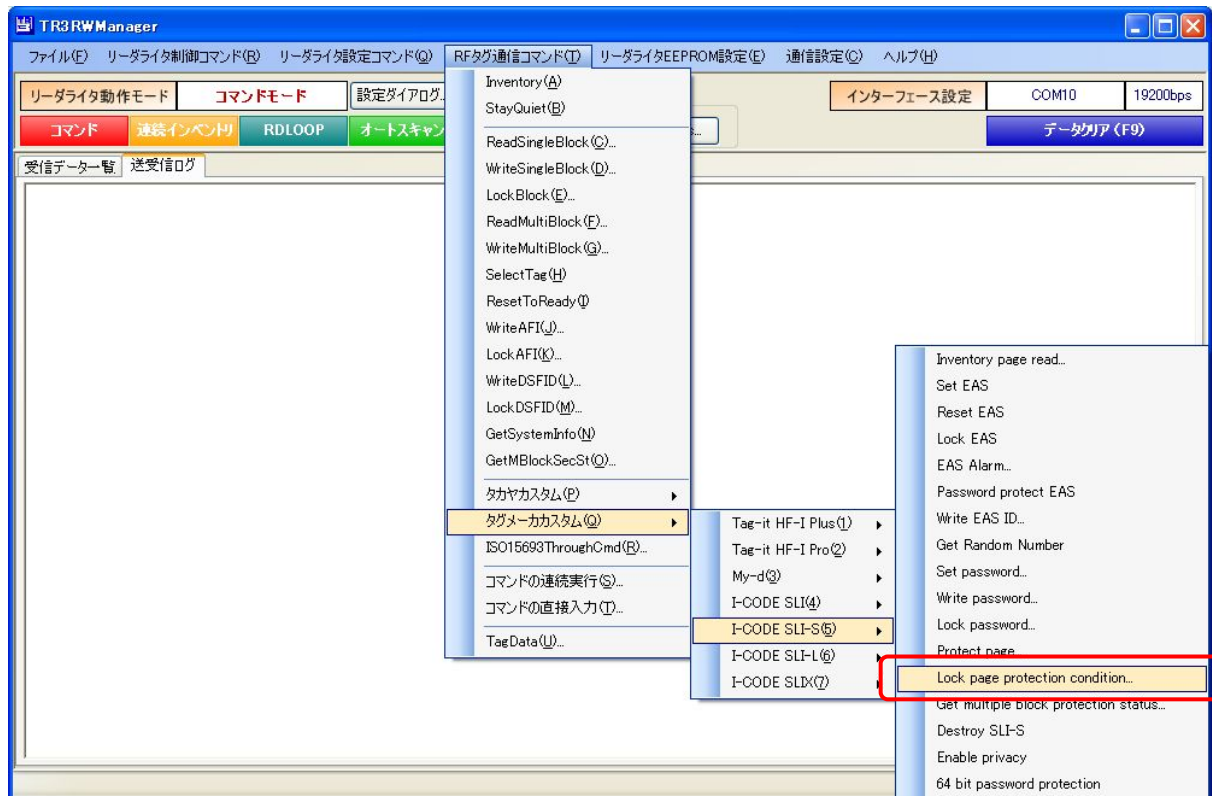 TR3RWManager
ファイル(F) リーダライタ制御コマンド(R) リーダライタ設定コマンド(Q) RFタグ通信コマンド(T) リーダライタEEPROM設定(E) 通信設定(C) ヘルプ(H)
リーダライタ動作モード コマンドモード 設定ダイアログ... インターフェース設定 COM10 19200bps
コマンド 連続インベントリ RDLOOP オートスキャン データクリア (F9)
受信データ一覧 送受信ログ
Inventory(A)
StayQuiet(B)
ReadSingleBlock(C)...
WriteSingleBlock(D)...
LockBlock(E)...
ReadMultiBlock(F)...
WriteMultiBlock(G)...
SelectTag(H)
ResetToReady(I)
WriteAFI(J)...
LockAFI(K)...
WriteDSFID(L)...
LockDSFID(M)...
GetSystemInfo(N)
GetMBlockSecSt(O)...
タカヤカスタム(P)
タグメーカカスタム(Q)
ISO15693ThroughCmd(R)...
コマンドの連続実行(S)...
コマンドの直接入力(T)...
TagData(U)...
Tag-it HF-I Plus(1)
Tag-it HF-I Pro(2)
My-d(3)
I-CODE SLI(4)
I-CODE SLI-S(5)
I-CODE SLI-L(6)
I-CODE SLIX(7)
Inventory page read...
Set EAS
Reset EAS
Lock EAS
EAS Alarm...
Password protect EAS
Write EAS ID...
Get Random Number
Set password...
Write password...
Lock password...
Protect page...
Lock page protection condition...
Get multiple block protection status...
Destroy SLI-S
Enable privacy
64 bit password protection